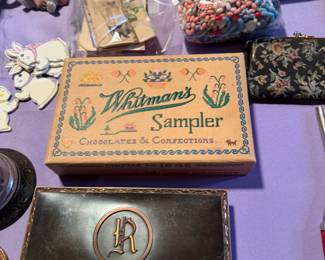 Whitman's
Sampler
CHOCOLATES & CONFECTIONS
R